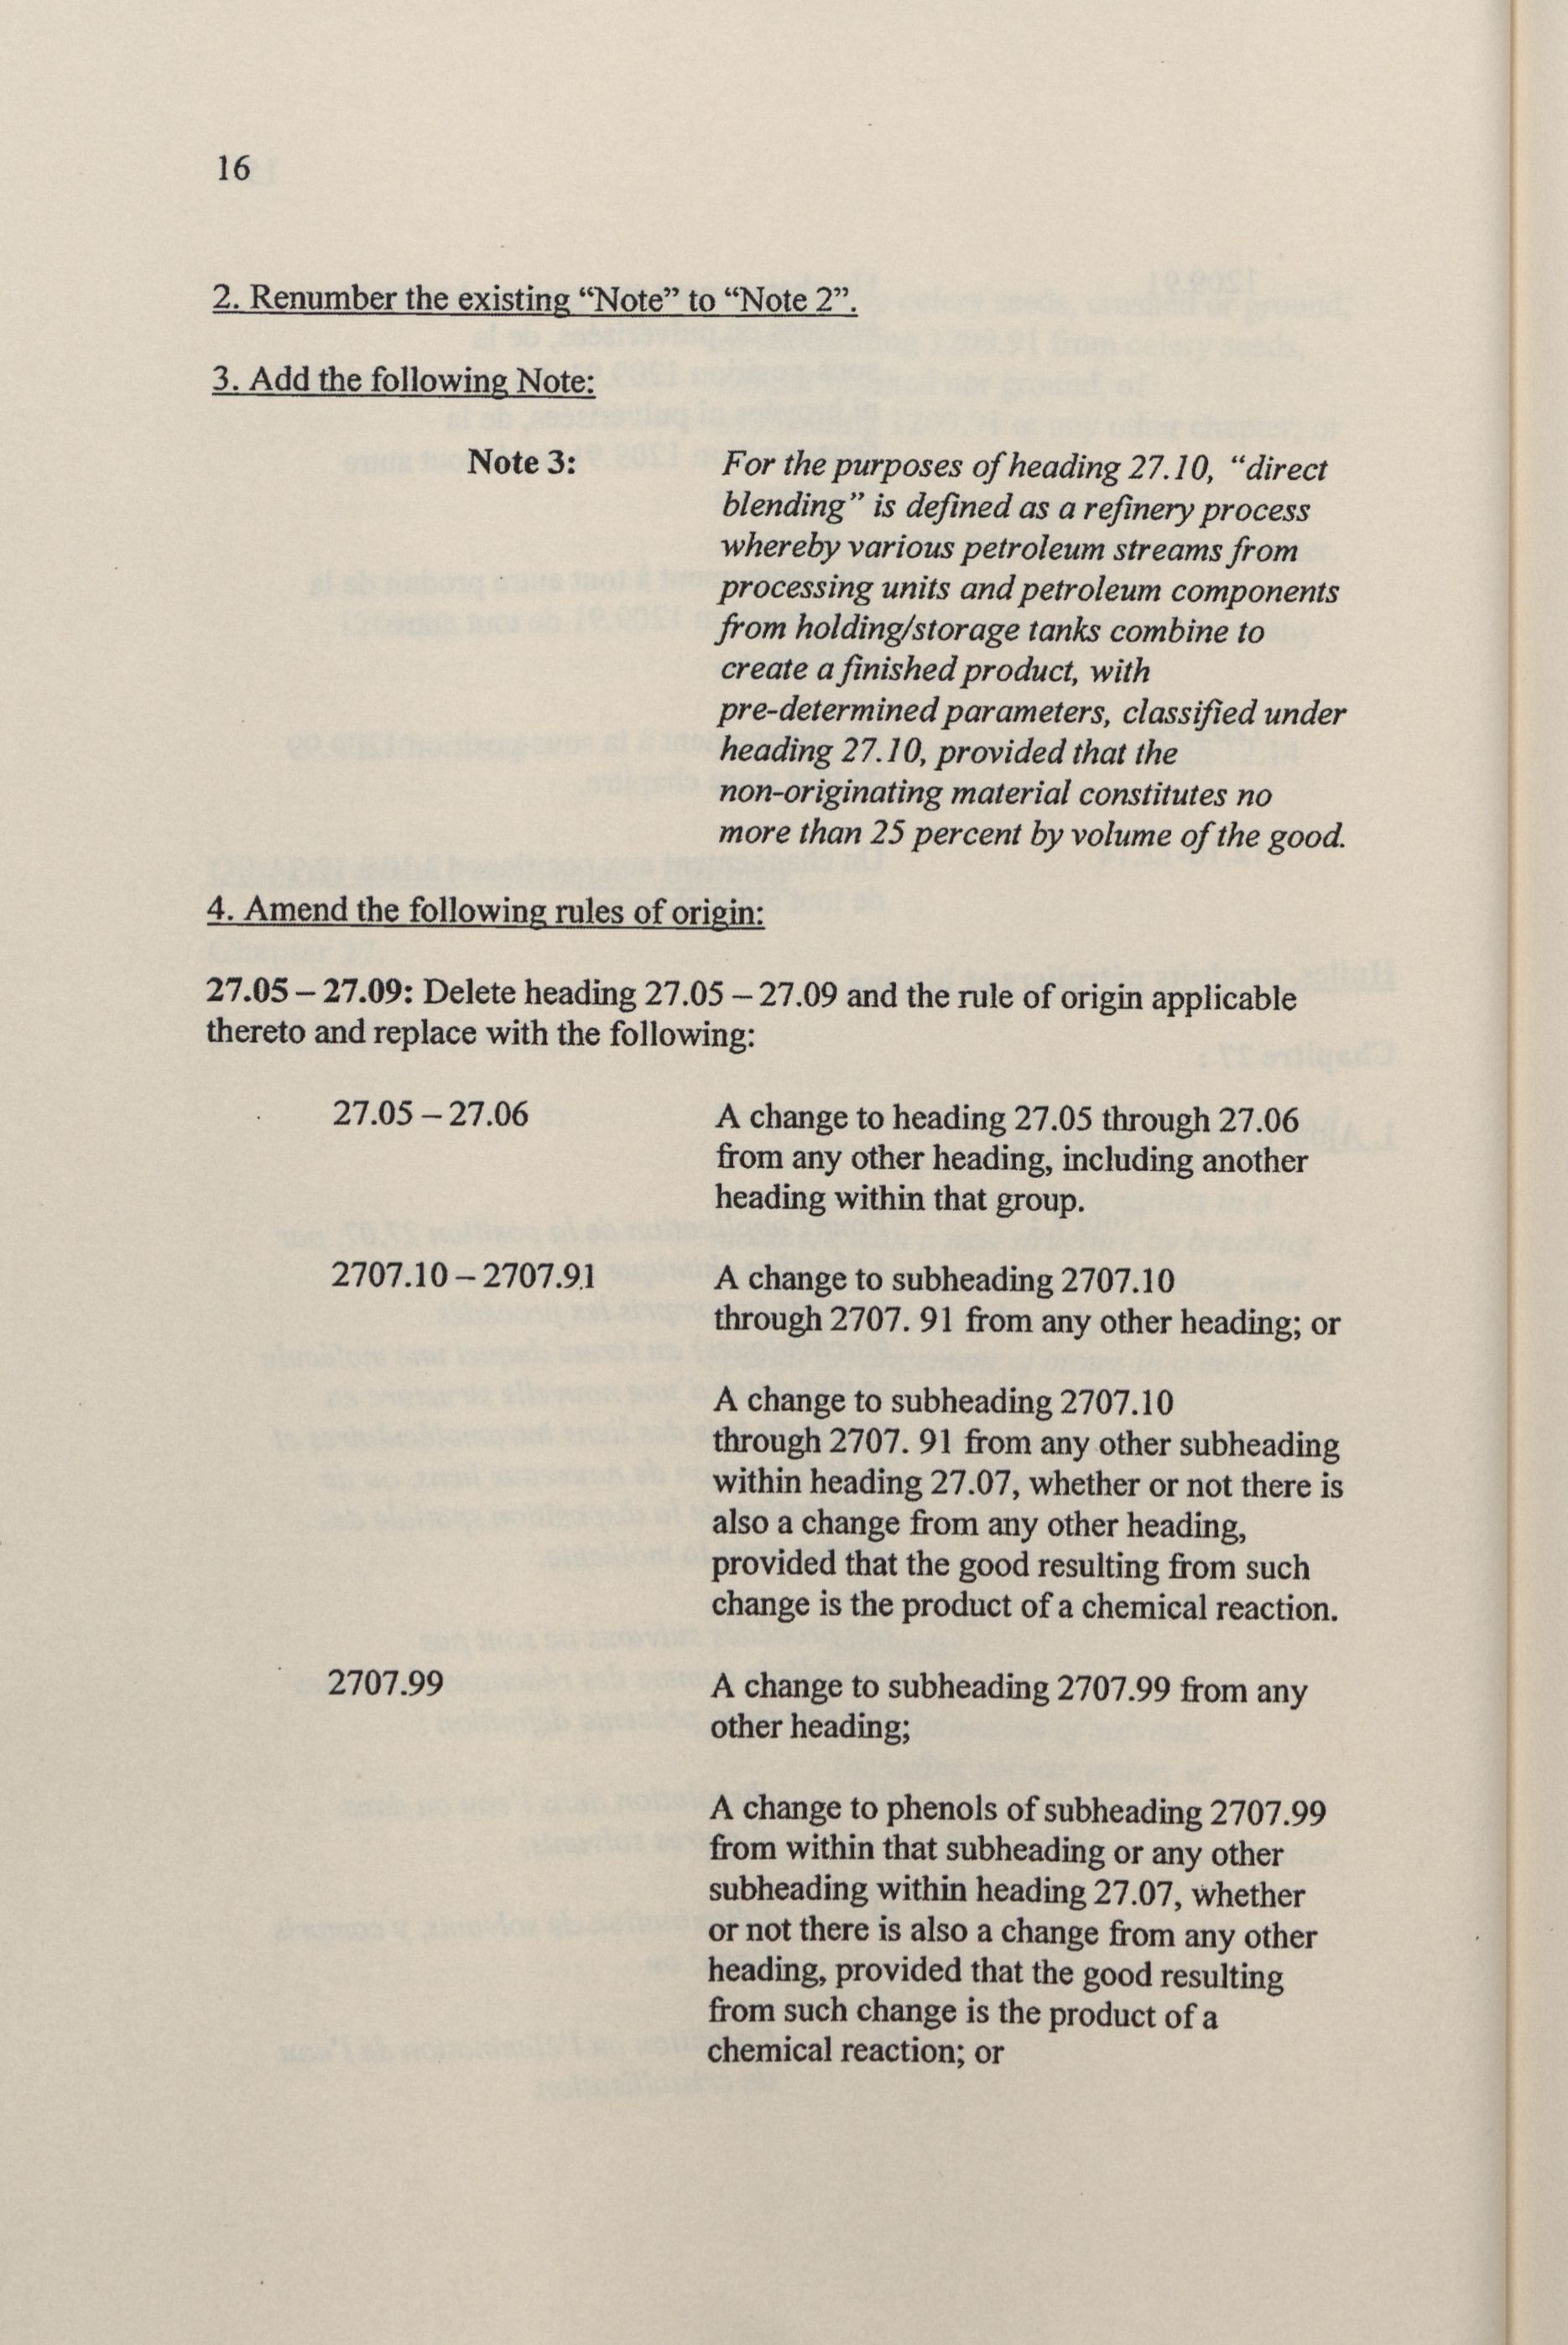 16
2. Renumber the existing “Note” to “Note 2”.
3. Add the following Note:
Note 3:
For the purposes of heading 27.10, “direct
blending” is defined as a refinery process
whereby various petroleum streams from
processing units and petroleum components
from holding/storage tanks combine to
create a finished product, with
pre-determined parameters, classified under
heading 27.10, provided that the
non-originating material constitutes no
more than 25 percent by volume of the good.
4. Amend the following rules of origin:
27.05 – 27.09: Delete heading 27.05 – 27.09 and the rule of origin applicable
thereto and replace with the following:
27.05 – 27.06
A change to heading 27.05 through 27.06
from any other heading, including another
heading within that group.
2707.10 – 2707.91
A change to subheading 2707.10
through 2707. 91 from any other heading; or
A change to subheading 2707.10
through 2707. 91 from any other subheading
within heading 27.07, whether or not there is
also a change from any other heading,
provided that the good resulting from such
change is the product of a chemical reaction.
2707.99
A change to subheading 2707.99 from any
other heading;
A change to phenols of subheading 2707.99
from within that subheading or any other
subheading within heading 27.07, whether
or not there is also a change from any other
heading, provided that the good resulting
from such change is the product of a
chemical reaction; or